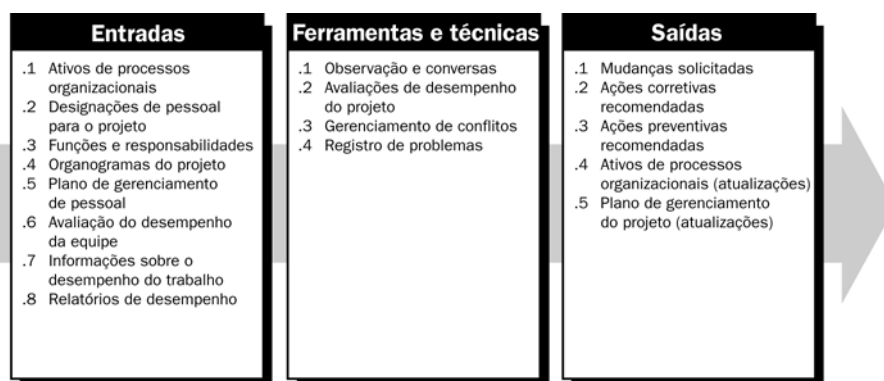 Entradas
.1 Ativos de processos
organizacionais
.2 Designações de pessoal
para o projeto
.3 Funções e responsabilidades
.4 Organogramas do projeto
.5 Plano de gerenciamento
de pessoal
.6 Avaliação do desempenho
da equipe
.7 Informações sobre o
desempenho do trabalho
.8 Relatórios de desempenho
Ferramentas e técnicas
.1 Observação e conversas
.2 Avaliações de desempenho
do projeto
.3 Gerenciamento de conflitos
.4 Registro de problemas
Saídas
.1 Mudanças solicitadas
.2 Ações corretivas
recomendadas
.3 Ações preventivas
recomendadas
.4 Ativos de processos
organizacionais (atualizações)
.5 Plano de gerenciamento
do projeto (atualizações)